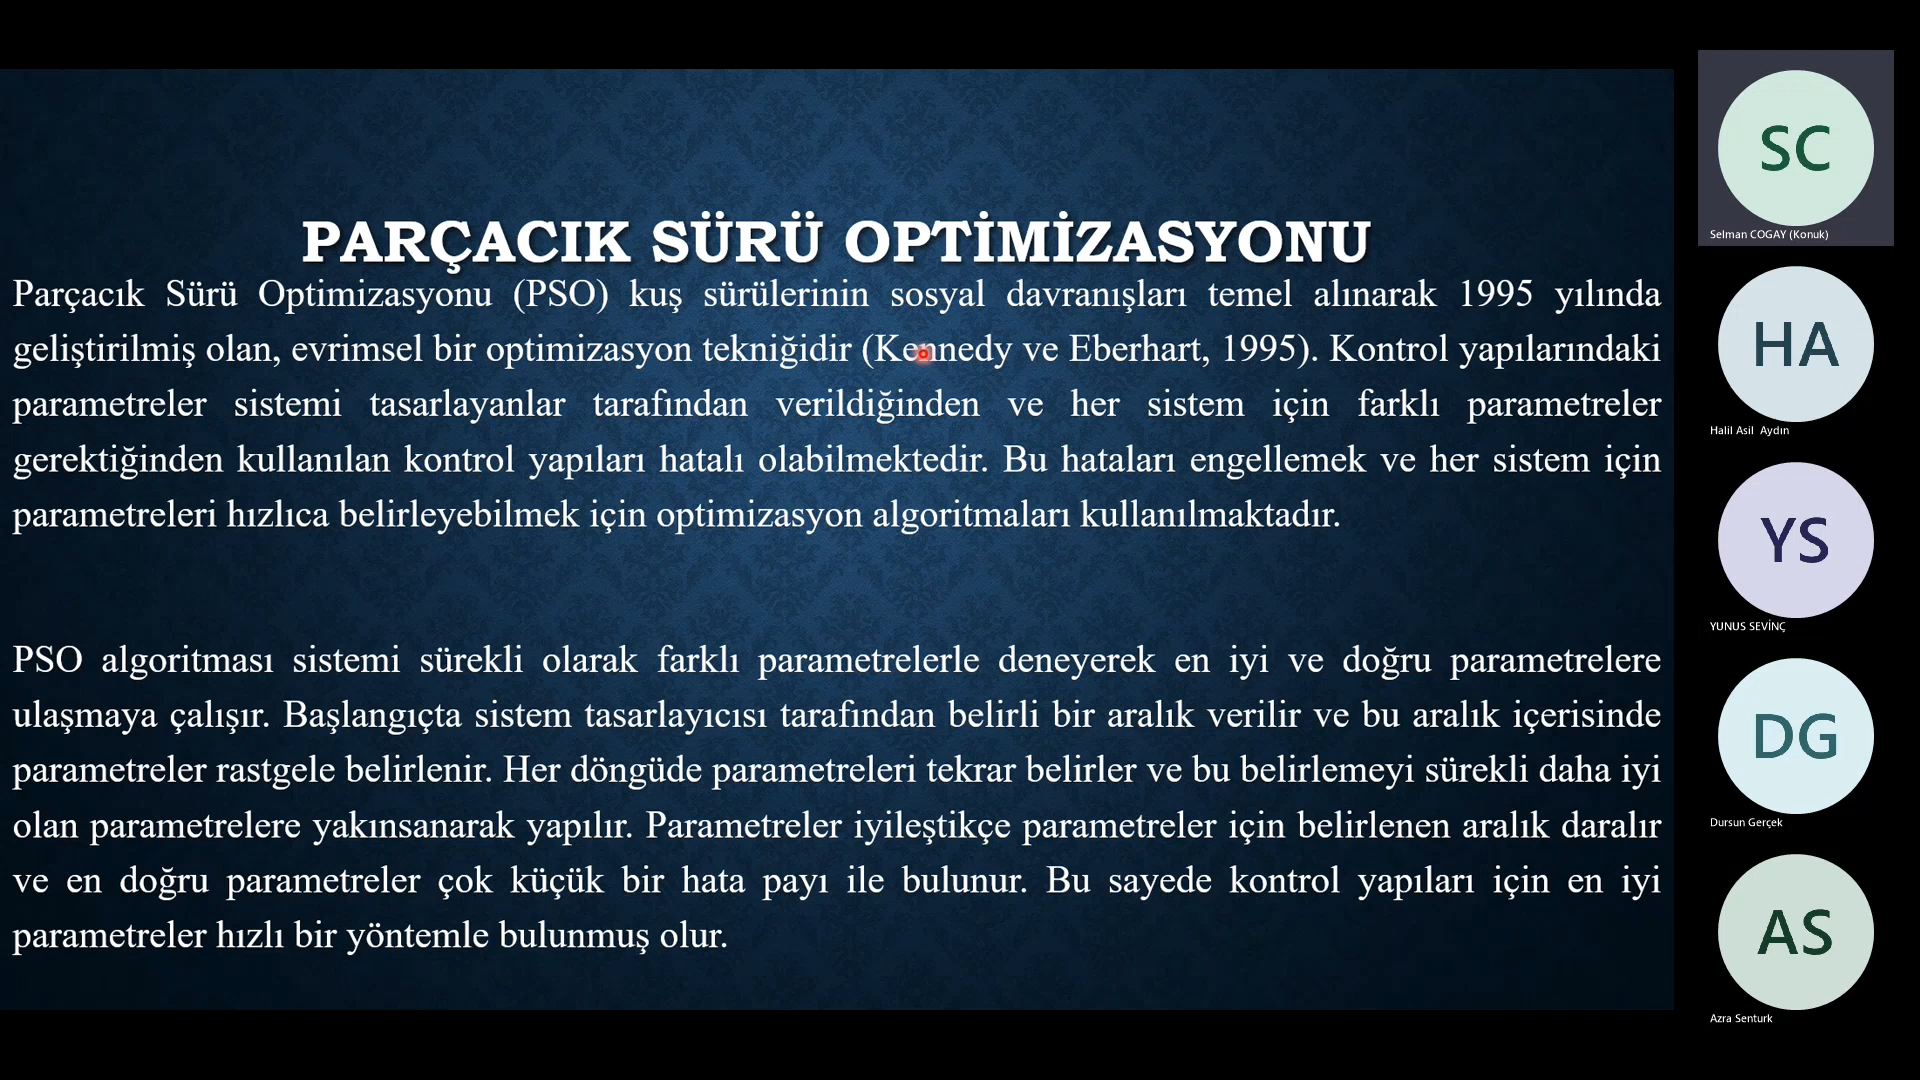 PARÇACIK SÜRÜ OPTİMİZASYONU
Parçacık Sürü Optimizasyonu (PSO) kuş sürülerinin sosyal davranışları temel alınarak 1995 yılında
geliştirilmiş olan, evrimsel bir optimizasyon tekniğidir (Kennedy ve Eberhart, 1995). Kontrol yapılarındaki
parametreler sistemi tasarlayanlar tarafından verildiğinden ve her sistem için farklı parametreler
gerektiğinden kullanılan kontrol yapıları hatalı olabilmektedir. Bu hataları engellemek ve her sistem için
parametreleri hızlıca belirleyebilmek için optimizasyon algoritmaları kullanılmaktadır.
PSO algoritması sistemi sürekli olarak farklı parametrelerle deneyerek en iyi ve doğru parametrelere
ulaşmaya çalışır. Başlangıçta sistem tasarlayıcısı tarafından belirli bir aralık verilir ve bu aralık içerisinde
parametreler rastgele belirlenir. Her döngüde parametreleri tekrar belirler ve bu belirlemeyi sürekli daha iyi
olan parametrelere yakınsanarak yapılır. Parametreler iyileştikçe parametreler için belirlenen aralık daralır
ve en doğru parametreler çok küçük bir hata payı ile bulunur. Bu sayede kontrol yapıları için en iyi
parametreler hızlı bir yöntemle bulunmuş olur.
SC
Selman COGAY (Konuk)
HA
Halil Asil Aydın
YS
YUNUS SEVİNÇ
DG
Dursun Gerçek
AS
Azra Senturk